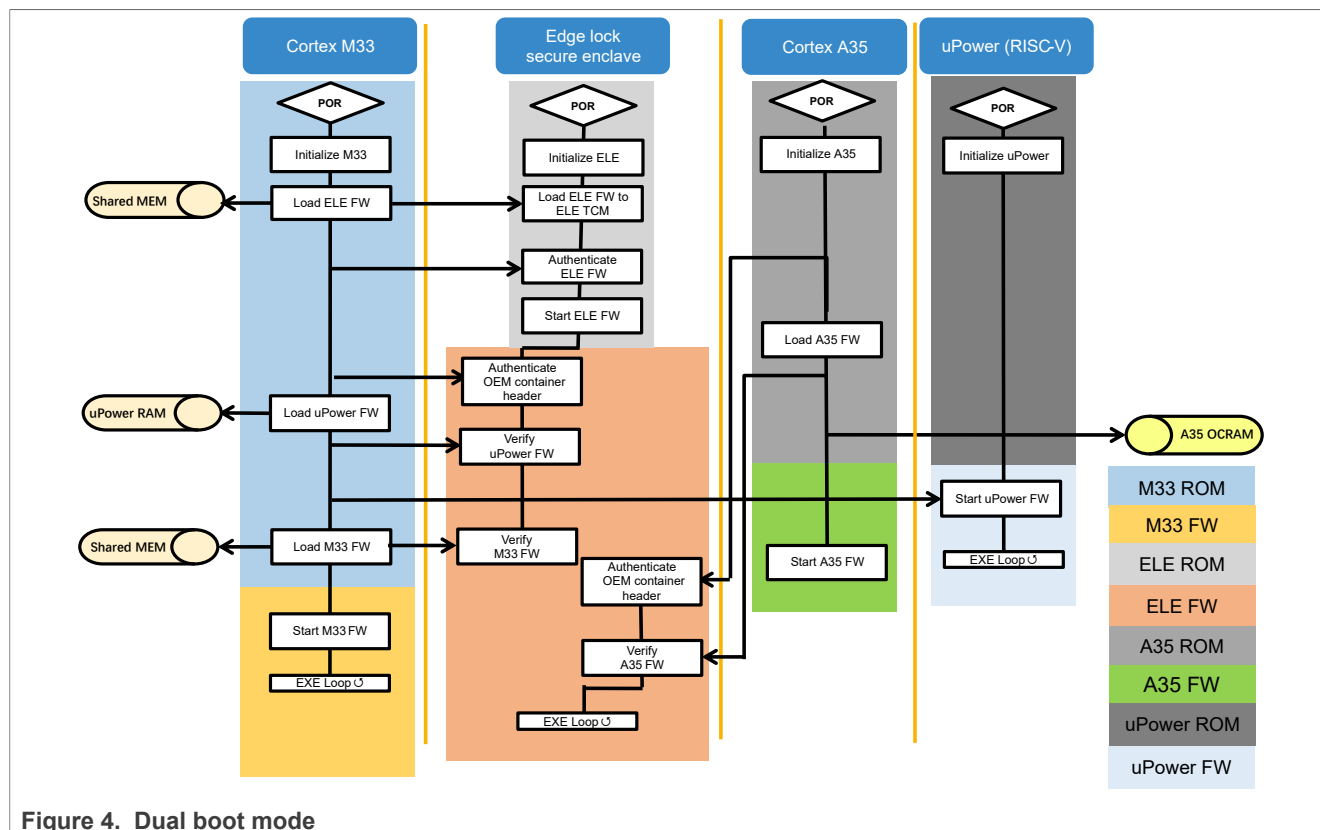 Cortex M33
Edge lock
secure enclave
Cortex A35
uPower (RISC-V)
POR
POR
POR
POR
Initialize M33
Initialize ELE
Initialize A35
Initialize uPower
Shared MEM
Load ELE FW
Load ELE FW to
ELE TCM
Authenticate
ELE FW
Start ELE FW
Load A35 FW
Authenticate
OEM container
header
uPower RAM
Load uPower FW
Verify
uPower FW
A35 OCRAM
Start uPower FW
Shared MEM
Load M33 FW
Verify
M33 FW
Start A35 FW
EXE Loop↺
Authenticate
OEM container
header
Start M33 FW
Verify
A35 FW
EXE Loop↺
EXE Loop↺
M33 ROM
M33 FW
ELE ROM
ELE FW
A35 ROM
A35 FW
uPower ROM
uPower FW
Figure 4. Dual boot mode